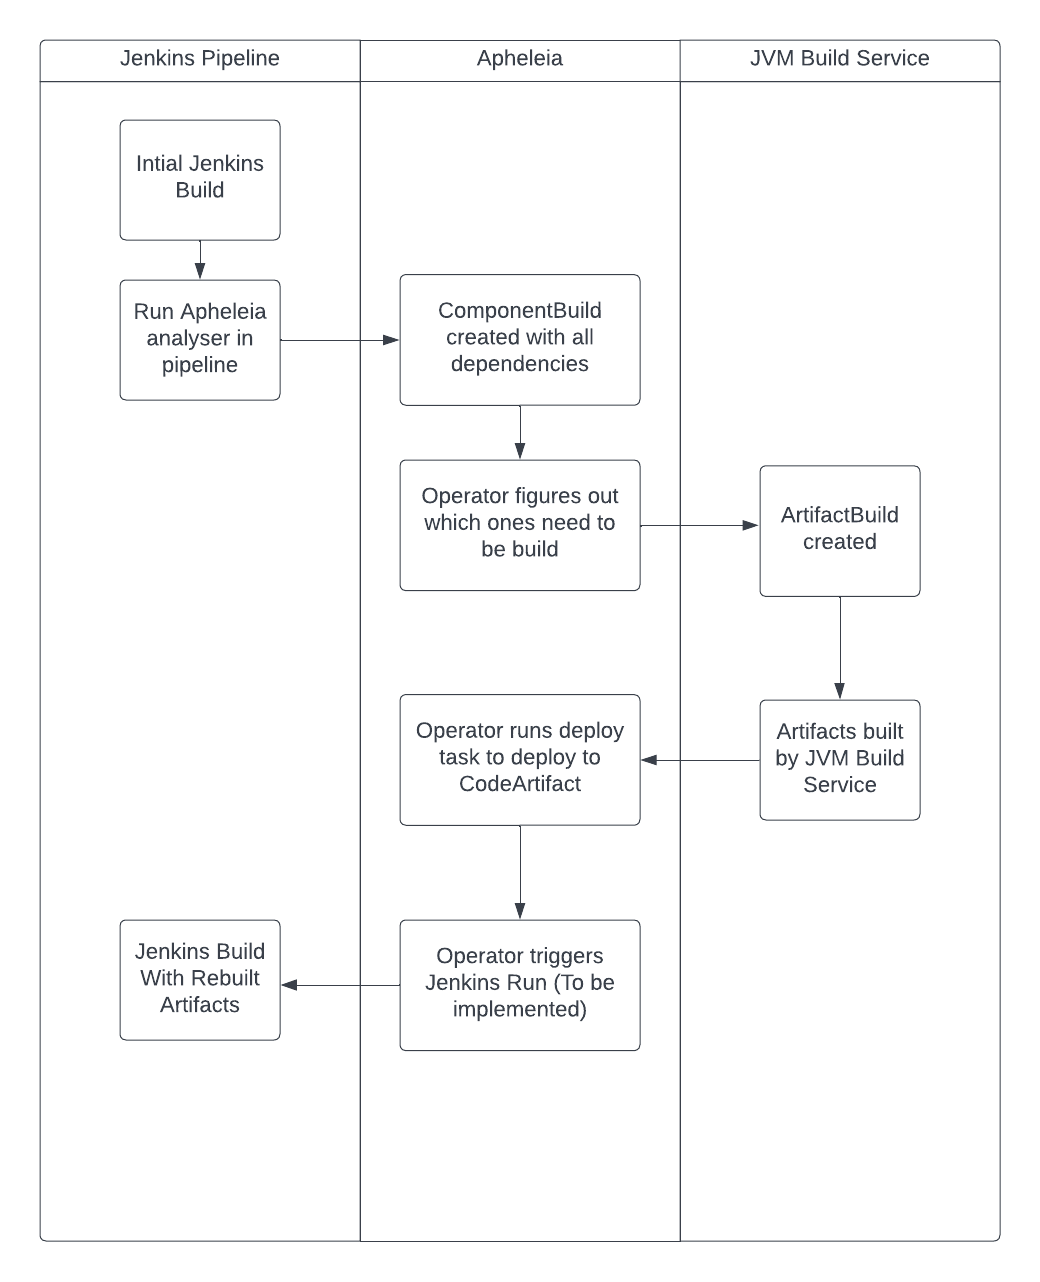 Jenkins Pipeline
Apheleia
JVM Build Service
Intial Jenkins
Build
Run Apheleia
analyser in
pipeline
ComponentBuild
created with all
dependencies
Operator figures out
which ones need to
be build
ArtifactBuild
created
Artifacts built
by JVM Build
Service
Operator runs deploy
task to deploy to
CodeArtifact
Operator triggers
Jenkins Run (To be
implemented)
Jenkins Build
With Rebuilt
Artifacts